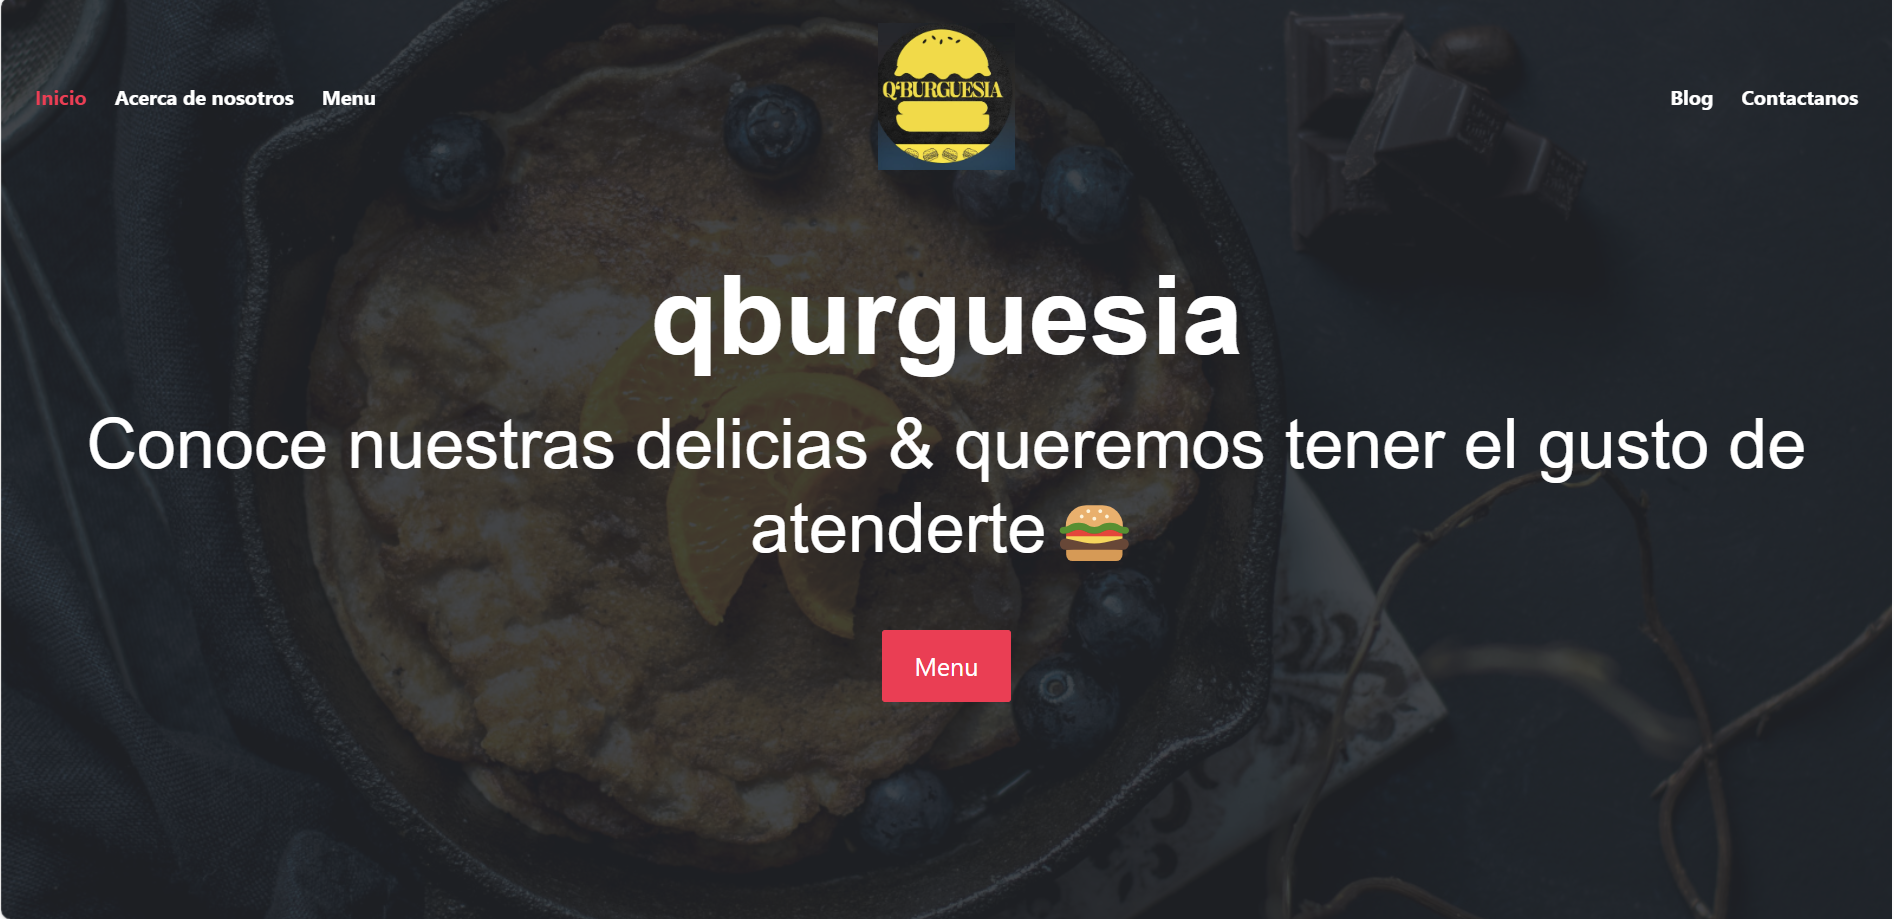 Inicio Acerca de nosotros Menu
Q'BURGUESIA
Blog Contactanos
qburguesia
Conoce nuestras delicias & queremos tener el gusto de
atenderte 🍔
Menu